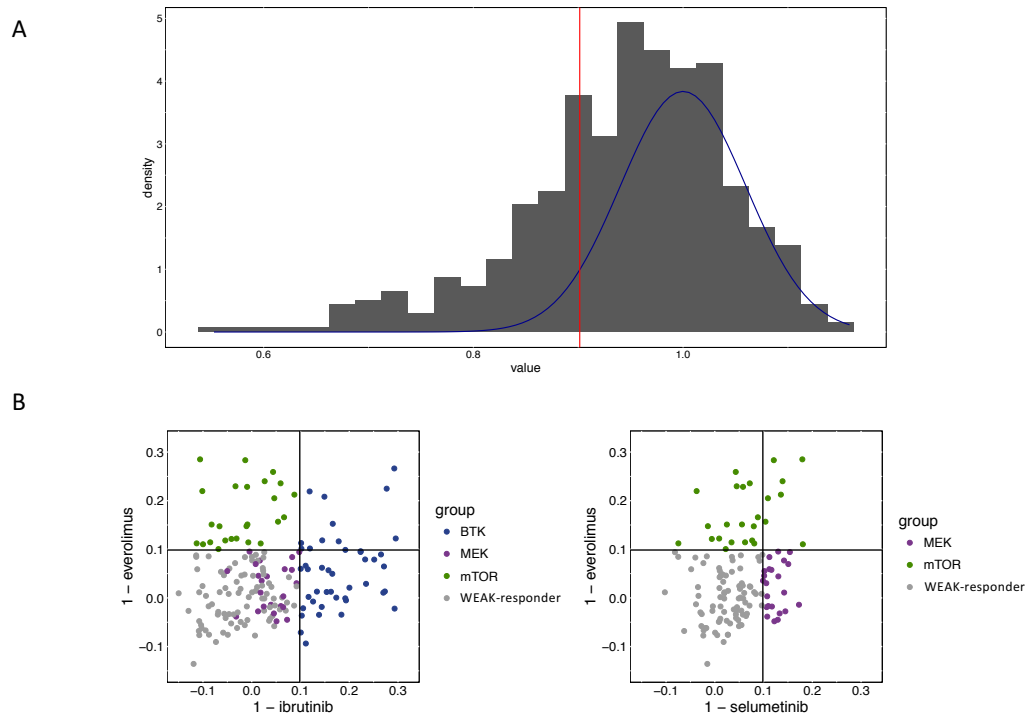 A
density
5
4
3
2
1
0
0.6
0.8
1.0
value
B
1 − everolimus
0.3
0.2
0.1
0.0
−0.1
−0.1
0.0
0.1
0.2
0.3
1 − ibrutinib
group
BTK
MEK
mTOR
WEAK−responder
1 − everolimus
0.3
0.2
0.1
0.0
−0.1
−0.1
0.0
0.1
0.2
0.3
1 − selumetinib
group
MEK
mTOR
WEAK−responder